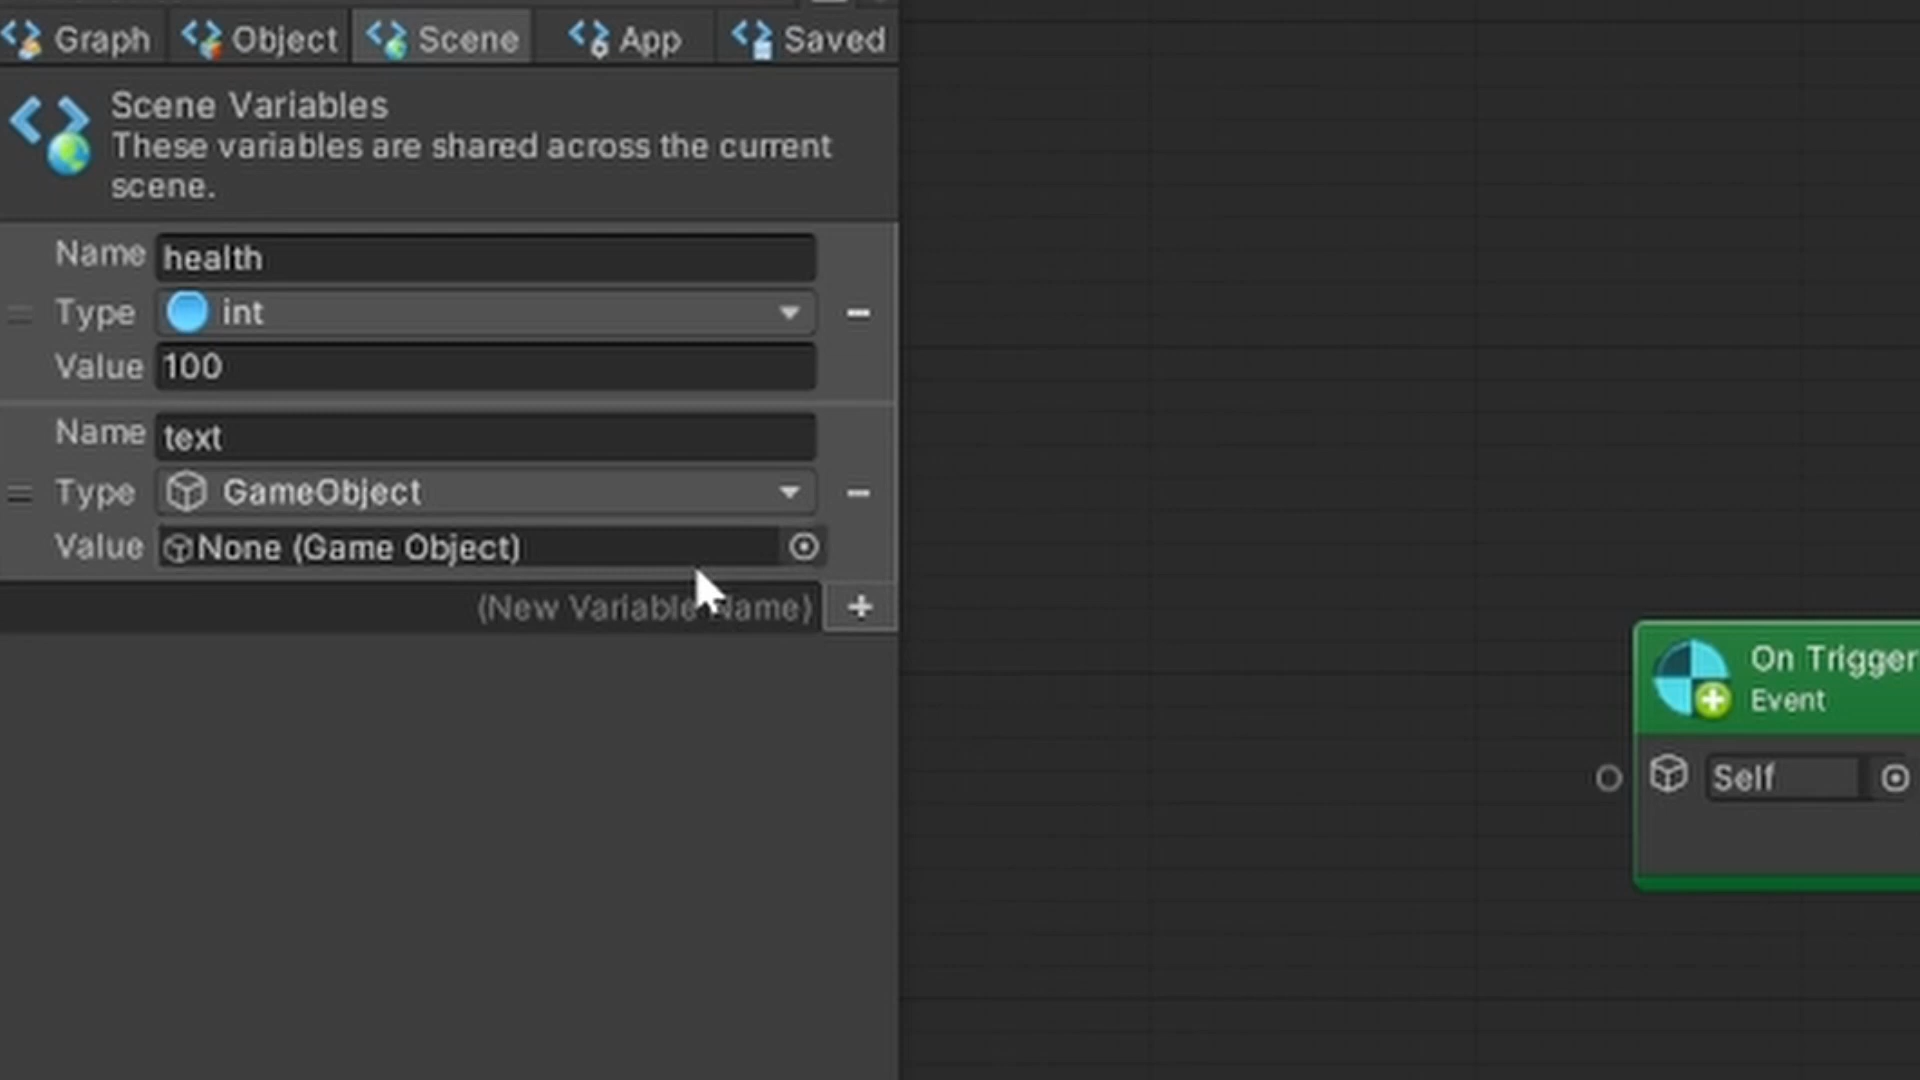 Graph Object Scene App Saved
Scene Variables
These variables are shared across the current
scene.
Name health
Type int
Value 100
Name text
Type GameObject
Value None (Game Object)
(New Variable Name)
On Trigger
Event
Self